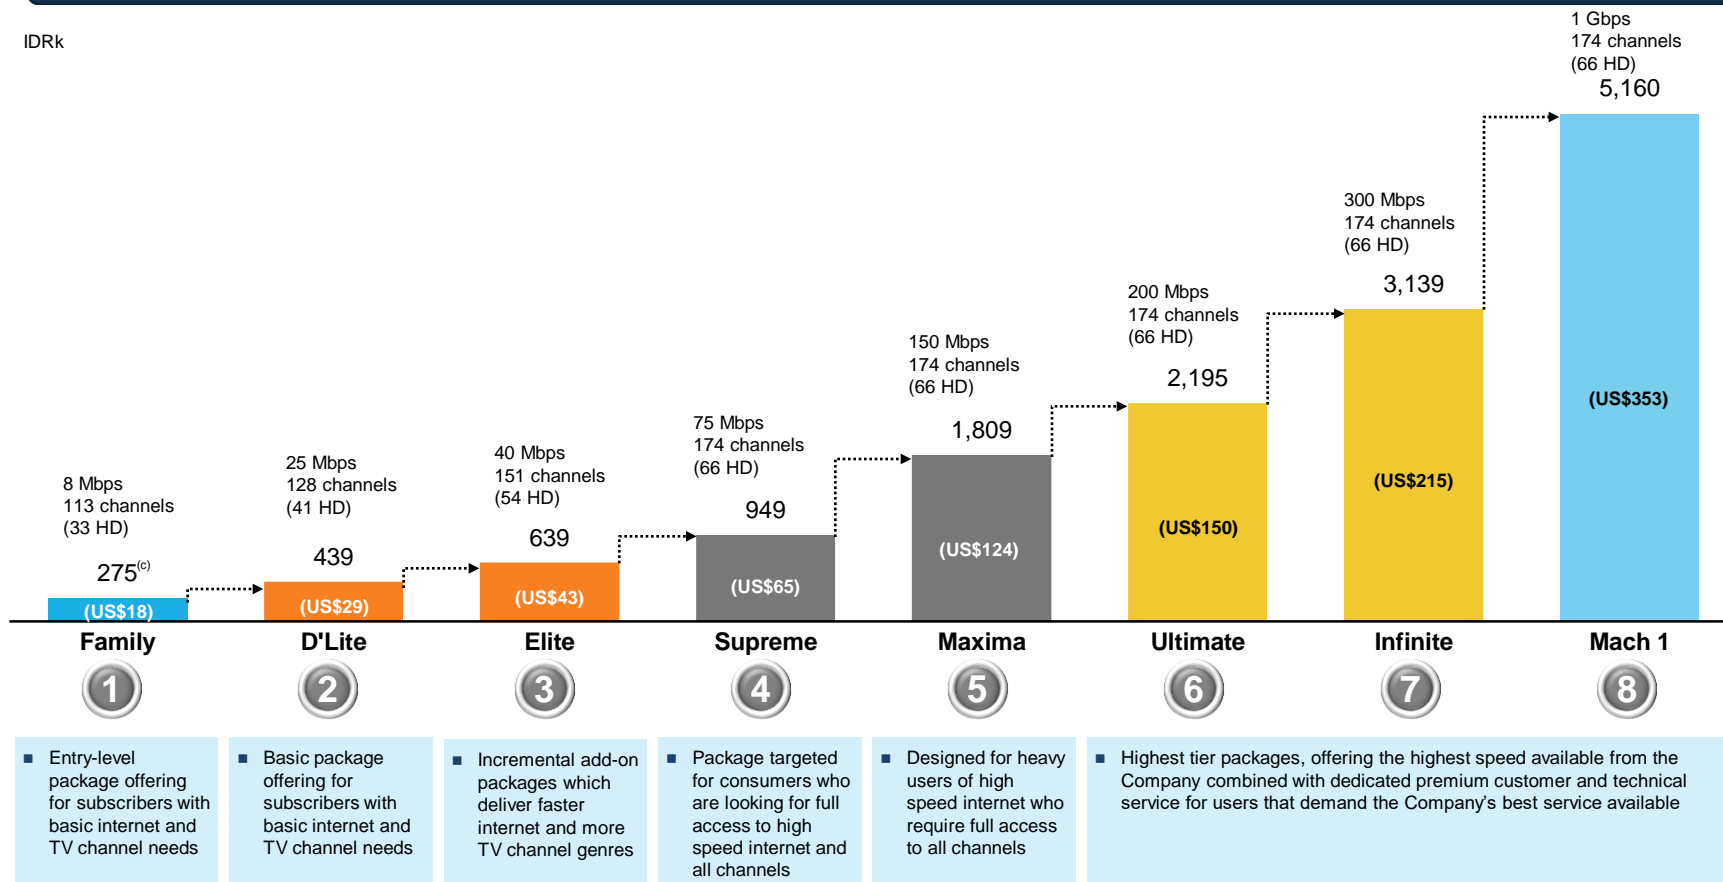 IDRk
8 Mbps
113 channels
(33 HD)
275(c)
(US$18)
Family
1
25 Mbps
128 channels
(41 HD)
439
(US$29)
D'Lite
2
40 Mbps
151 channels
(54 HD)
639
(US$43)
Elite
3
75 Mbps
174 channels
(66 HD)
949
(US$65)
Supreme
4
150 Mbps
174 channels
(66 HD)
1,809
(US$124)
Maxima
5
200 Mbps
174 channels
(66 HD)
2,195
(US$150)
Ultimate
6
300 Mbps
174 channels
(66 HD)
3,139
(US$215)
Infinite
7
1 Gbps
174 channels
(66 HD)
5,160
(US$353)
Mach 1
8
Entry-level
package offering
for subscribers with
basic internet and
TV channel needs
Basic package
offering for
subscribers with
basic internet and
TV channel needs
Incremental add-on
packages which
deliver faster
internet and more
TV channel genres
Package targeted
for consumers who
are looking for full
access to high
speed internet and
all channels
Designed for heavy
users of high
speed internet who
require full access
to all channels
Highest tier packages, offering the highest speed available from the
Company combined with dedicated premium customer and technical
service for users that demand the Company’s best service available